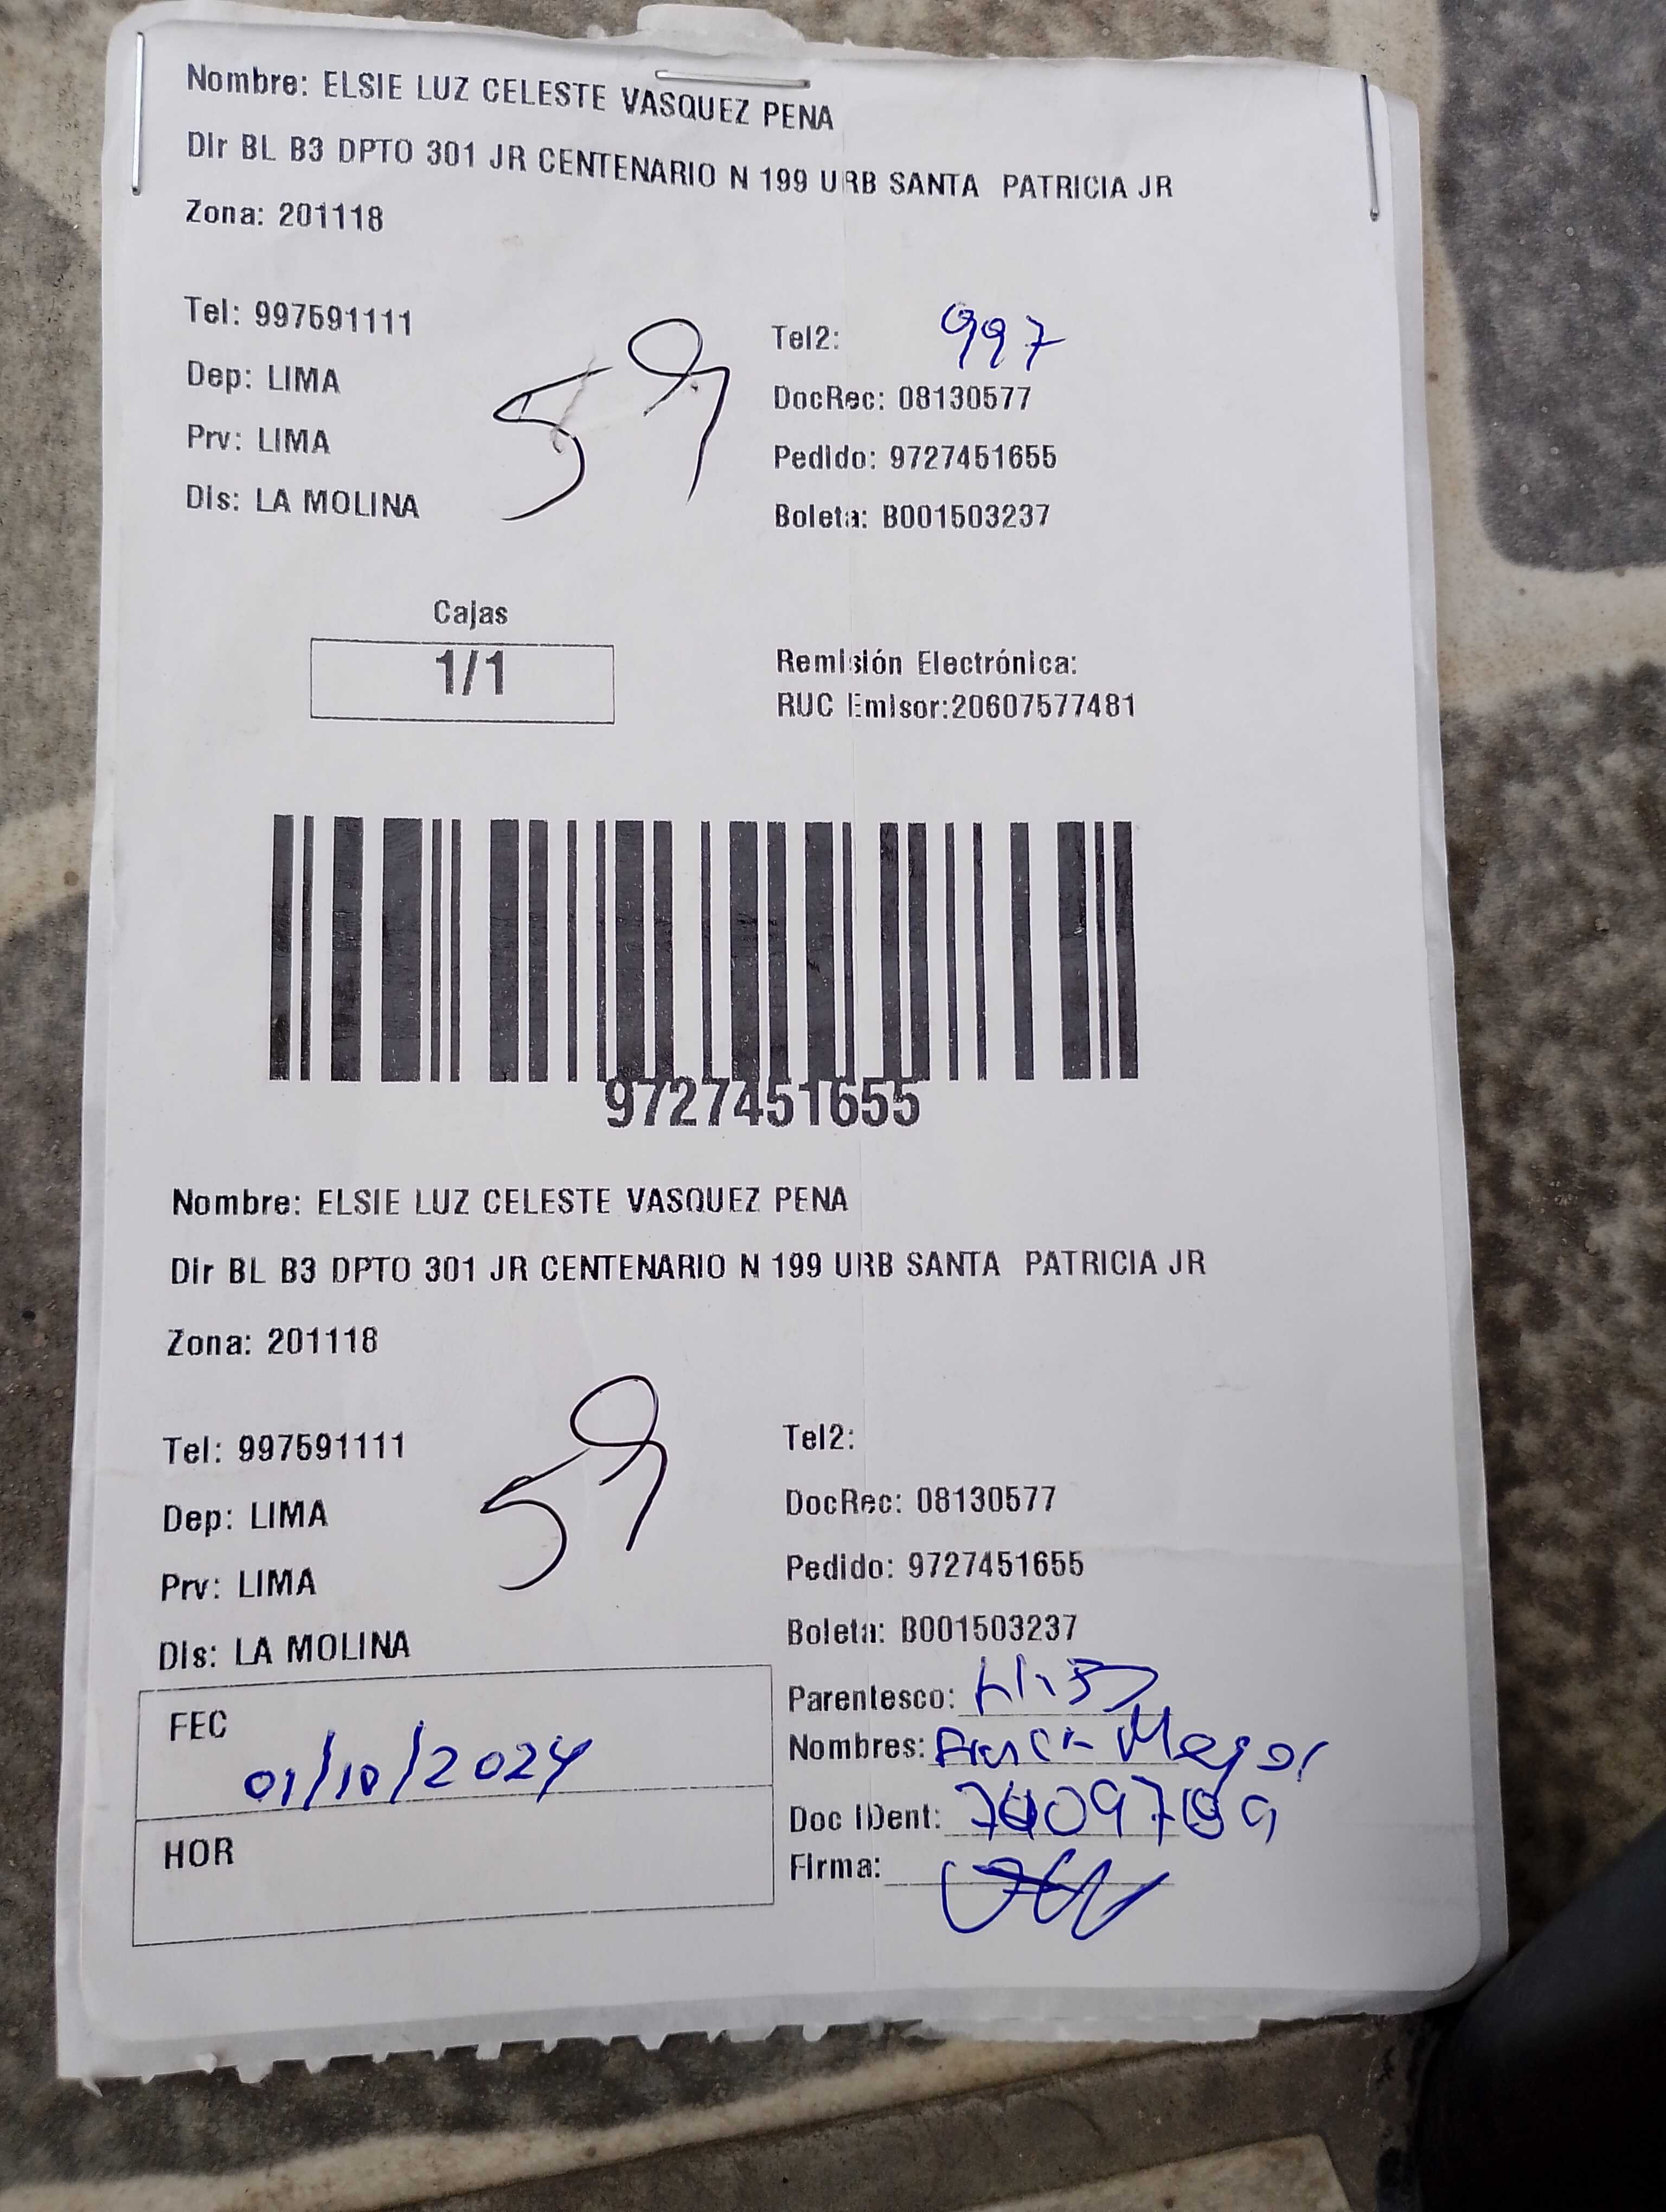 Nombre: ELSIE LUZ CELESTE VASQUEZ PENA
Dir BL B3 DPTO 301 JR CENTENARIO N 199 URB SANTA PATRICIA JR
Zona: 201118
Tel: 997591111
Tel2: 997
Dep: LIMA
DocRec: 08130577
Prv: LIMA
Pedido: 9727451655
Dis: LA MOLINA
Boleta: B001503237
59
Cajas
1/1
Remisión Electrónica:
RUC Emisor:20607577481
9727451655
Nombre: ELSIE LUZ CELESTE VASQUEZ PENA
Dir BL B3 DPTO 301 JR CENTENARIO N 199 URB SANTA PATRICIA JR
Zona: 201118
Tel: 997591111
Tel2:
Dep: LIMA
DocRec: 08130577
Prv: LIMA
Pedido: 9727451655
Dis: LA MOLINA
Boleta: B001503237
59
FEC
01/10/2024
HOR
Parentesco:
Nombres:
Doc IDent:
Firma: